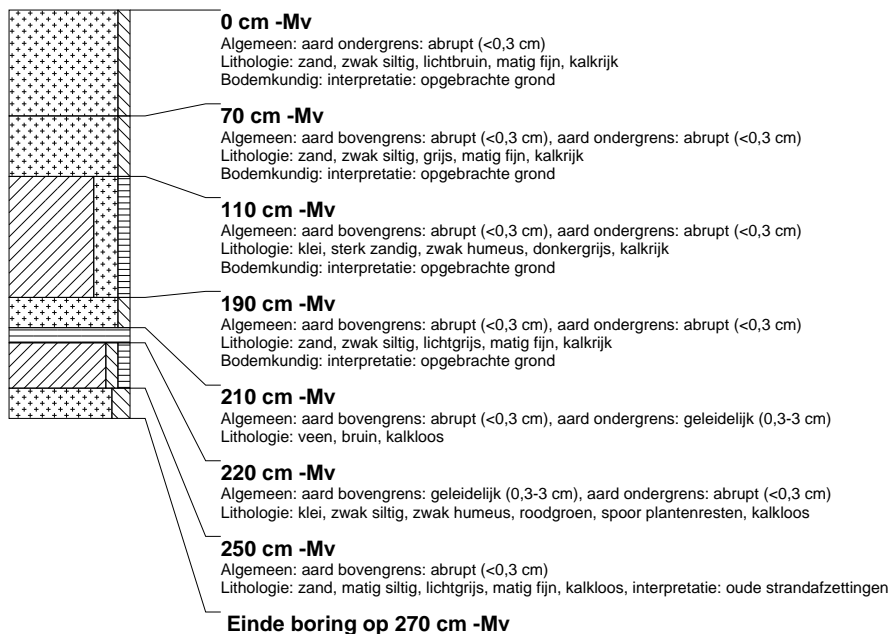 0 cm -Mv
Algemeen: aard ondergrens: abrupt (<0,3 cm)
Lithologie: zand, zwak siltig, lichtbruin, matig fijn, kalkrijk
Bodemkundig: interpretatie: opgebrachte grond
70 cm -Mv
Algemeen: aard bovengrens: abrupt (<0,3 cm), aard ondergrens: abrupt (<0,3 cm)
Lithologie: zand, zwak siltig, grijs, matig fijn, kalkrijk
Bodemkundig: interpretatie: opgebrachte grond
110 cm -Mv
Algemeen: aard bovengrens: abrupt (<0,3 cm), aard ondergrens: abrupt (<0,3 cm)
Lithologie: klei, sterk zandig, zwak humeus, donkergrijs, kalkrijk
Bodemkundig: interpretatie: opgebrachte grond
190 cm -Mv
Algemeen: aard bovengrens: abrupt (<0,3 cm), aard ondergrens: abrupt (<0,3 cm)
Lithologie: zand, zwak siltig, lichtgrijs, matig fijn, kalkrijk
Bodemkundig: interpretatie: opgebrachte grond
210 cm -Mv
Algemeen: aard bovengrens: abrupt (<0,3 cm), aard ondergrens: geleidelijk (0,3-3 cm)
Lithologie: veen, bruin, kalkloos
220 cm -Mv
Algemeen: aard bovengrens: geleidelijk (0,3-3 cm), aard ondergrens: abrupt (<0,3 cm)
Lithologie: klei, zwak siltig, zwak humeus, roodgroen, spoor plantenresten, kalkloos
250 cm -Mv
Algemeen: aard bovengrens: abrupt (<0,3 cm)
Lithologie: zand, matig siltig, lichtgrijs, matig fijn, kalkloos, interpretatie: oude strandafzettingen
Einde boring op 270 cm -Mv